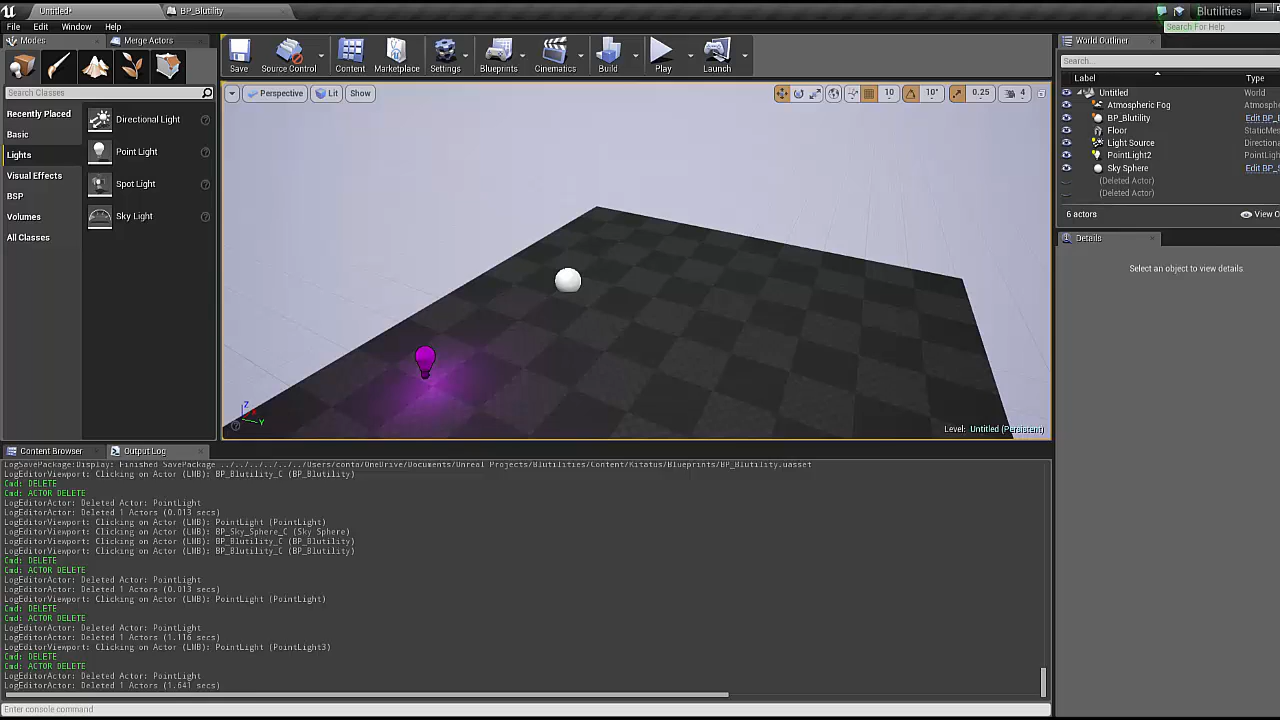 Untitled•
BP_Blutility
Blutilities
File Edit Window Help
Search For Help
Modes
Merge Actors
Save
Source Control
Content
Marketplace
Settings
Blueprints
Cinematics
Build
Play
Launch
World Outliner
Search...
Label Type
Search Classes
Perspective Lit Show
10 10° 0.25 4
Recently Placed
Basic
Lights
Visual Effects
BSP
Volumes
All Classes
Directional Light
Point Light
Spot Light
Sky Light
Untitled World
Atmospheric Fog Atmosphe
BP_Blutility Edit BP_
Floor StaticMes
Light Source Directiona
PointLight2 PointLigh
Sky Sphere Edit BP_S
(Deleted Actor)
(Deleted Actor)
6 actors View O
Details
Select an object to view details
Z
Y
Level: Untitled (Persistent)
Content Browser
Output Log
LogSavePackage:Display: Finished SavePackage ../../../../../../Users/conta/OneDrive/Documents/Unreal Projects/Blutilities/Content/Kitatus/Blueprints/BP_Blutility.uasset
LogEditorViewport: Clicking on Actor (LMB): BP_Blutility_C (BP_Blutility)
Cmd: DELETE
Cmd: ACTOR DELETE
LogEditorActor: Deleted Actor: PointLight
LogEditorActor: Deleted 1 Actors (0.013 secs)
LogEditorViewport: Clicking on Actor (LMB): PointLight (PointLight)
LogEditorViewport: Clicking on Actor (LMB): BP_Sky_Sphere_C (Sky Sphere)
LogEditorViewport: Clicking on Actor (LMB): BP_Blutility_C (BP_Blutility)
LogEditorViewport: Clicking on Actor (LMB): BP_Blutility_C (BP_Blutility)
Cmd: DELETE
Cmd: ACTOR DELETE
LogEditorActor: Deleted Actor: PointLight
LogEditorActor: Deleted 1 Actors (0.013 secs)
LogEditorViewport: Clicking on Actor (LMB): PointLight (PointLight)
Cmd: DELETE
Cmd: ACTOR DELETE
LogEditorActor: Deleted Actor: PointLight
LogEditorActor: Deleted 1 Actors (1.116 secs)
LogEditorViewport: Clicking on Actor (LMB): PointLight (PointLight3)
Cmd: DELETE
Cmd: ACTOR DELETE
LogEditorActor: Deleted Actor: PointLight
LogEditorActor: Deleted 1 Actors (1.641 secs)
Enter console command